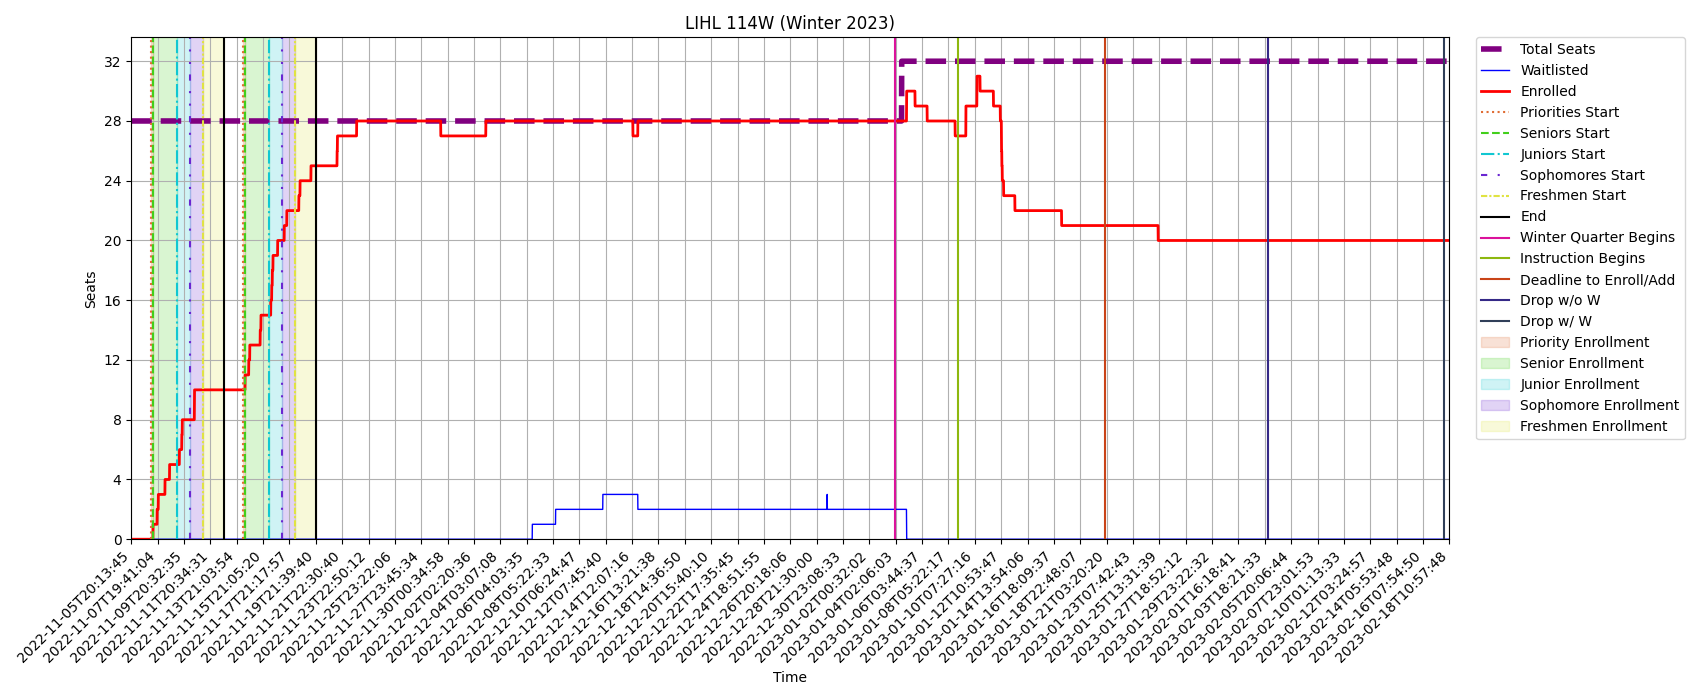 LIHL 114W (Winter 2023)
Seats
32
28
24
20
16
12
8
4
0
2022-11-05T20:13:45
2022-11-07T19:41:04
2022-11-09T20:32:35
2022-11-11T20:34:31
2022-11-13T21:03:54
2022-11-15T21:05:20
2022-11-17T21:17:57
2022-11-19T21:39:40
2022-11-21T22:30:40
2022-11-23T22:50:12
2022-11-25T23:22:06
2022-11-27T23:45:34
2022-11-30T00:34:58
2022-12-02T02:20:36
2022-12-04T03:07:08
2022-12-06T04:03:35
2022-12-08T05:22:33
2022-12-10T06:24:47
2022-12-12T07:45:40
2022-12-14T12:07:16
2022-12-16T13:21:38
2022-12-18T14:36:50
2022-12-20T15:40:10
2022-12-22T17:35:45
2022-12-24T18:51:55
2022-12-26T20:18:06
2022-12-28T21:30:00
2022-12-30T23:08:33
2023-01-02T00:32:02
2023-01-04T02:06:03
2023-01-06T03:44:37
2023-01-08T05:22:17
2023-01-10T07:27:16
2023-01-12T10:53:47
2023-01-14T13:54:06
2023-01-16T18:09:37
2023-01-18T22:48:07
2023-01-21T03:20:20
2023-01-23T07:42:43
2023-01-25T13:31:39
2023-01-27T18:52:12
2023-01-29T23:22:32
2023-02-01T16:18:41
2023-02-03T18:21:33
2023-02-05T20:06:44
2023-02-07T23:01:53
2023-02-10T01:13:33
2023-02-12T03:24:57
2023-02-14T05:53:48
2023-02-16T07:54:50
2023-02-18T10:57:48
Time
Total Seats
Waitlisted
Enrolled
Priorities Start
Seniors Start
Juniors Start
Sophomores Start
Freshmen Start
End
Winter Quarter Begins
Instruction Begins
Deadline to Enroll/Add
Drop w/o W
Drop w/ W
Priority Enrollment
Senior Enrollment
Junior Enrollment
Sophomore Enrollment
Freshmen Enrollment